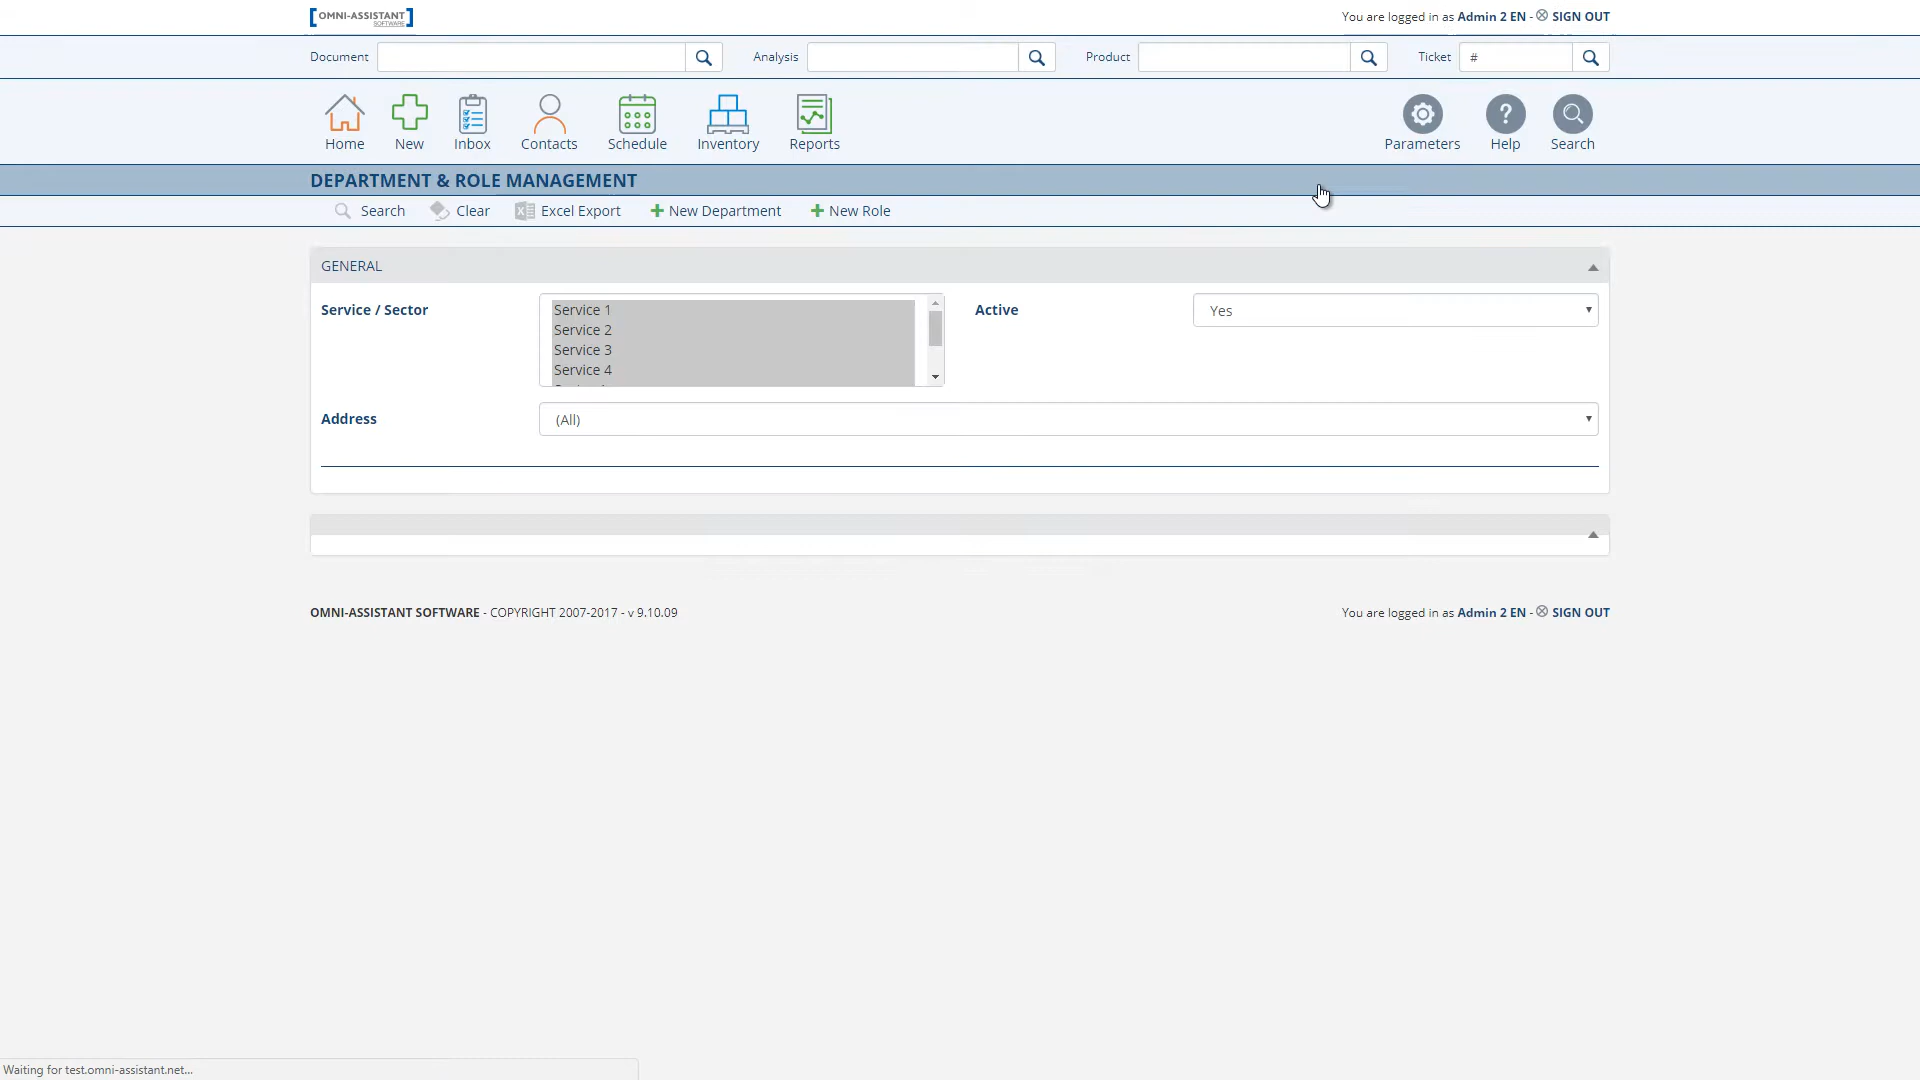 OMNI-ASSISTANT
SOFTWARE
You are logged in as Admin 2 EN - SIGN OUT
Document Analysis Product Ticket #
Home New Inbox Contacts Schedule Inventory Reports Parameters ? Help Search
DEPARTMENT & ROLE MANAGEMENT
Search Clear Excel Export New Department New Role
GENERAL
Service / Sector Service 1 Active Yes
Service 2
Service 3
Service 4
Address (All)
OMNI-ASSISTANT SOFTWARE - COPYRIGHT 2007-2017 - v 9.10.09 You are logged in as Admin 2 EN - SIGN OUT
Waiting for test.omni-assistant.net...